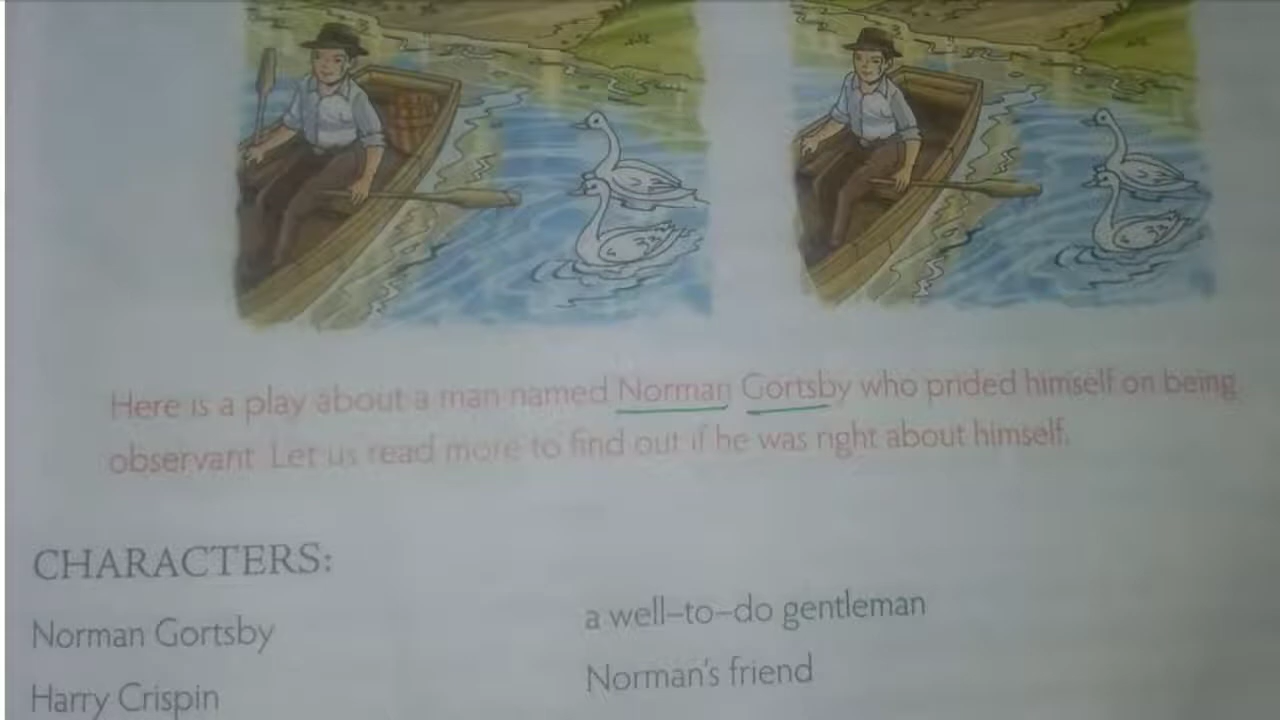 Here is a play about a man named Norman Gortsby who prided himself on being
observant. Let us read more to find out if he was right about himself.
CHARACTERS:
Norman Gortsby a well-to-do gentleman
Harry Crispin Norman's friend